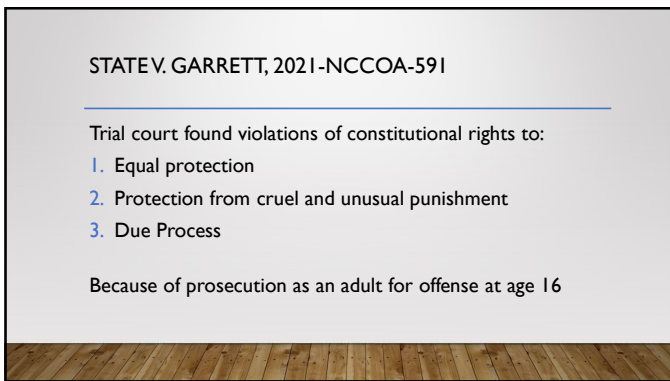 STATE V. GARRETT, 2021-NCCOA-591
Trial court found violations of constitutional rights to:
1. Equal protection
2. Protection from cruel and unusual punishment
3. Due Process
Because of prosecution as an adult for offense at age 16